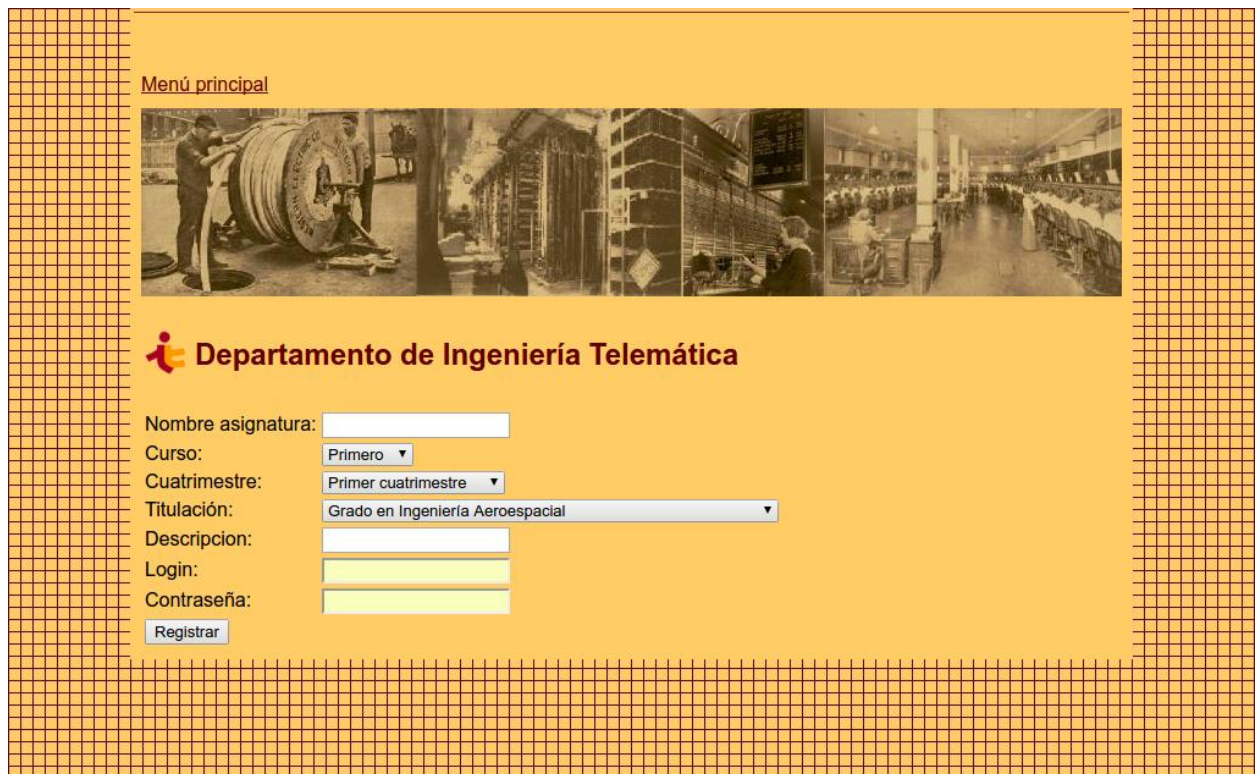 Menú principal
Departamento de Ingeniería Telemática
Nombre asignatura:
Curso: Primero
Cuatrimestre: Primer cuatrimestre
Titulación: Grado en Ingeniería Aeroespacial
Descripcion:
Login:
Contraseña:
Registrar